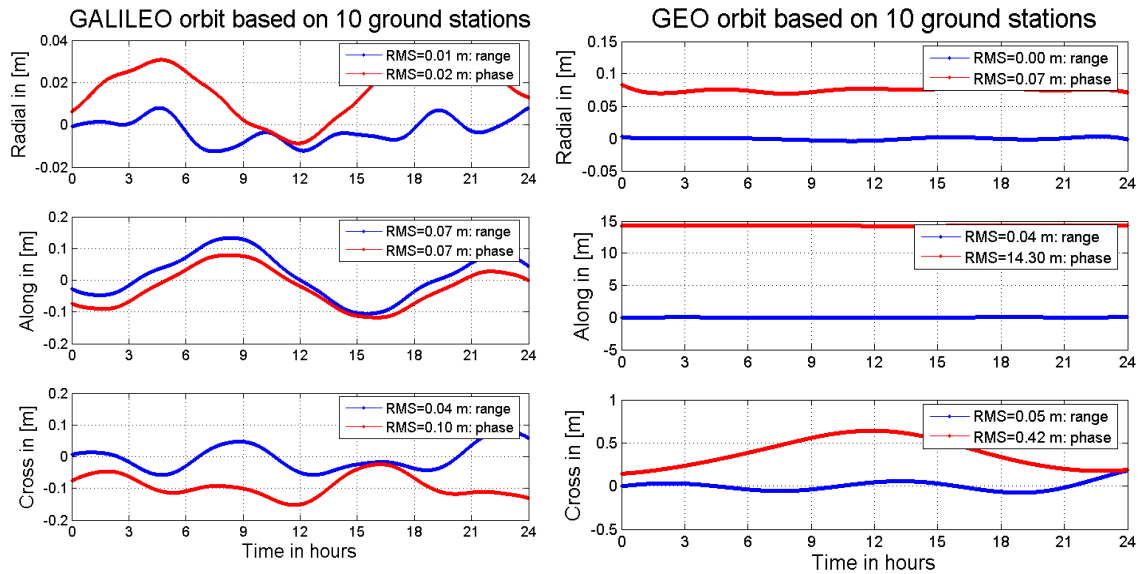 GALILEO orbit based on 10 ground stations
Radial in [m]
0.04
0.02
0
-0.02
RMS=0.01 m: range
RMS=0.02 m: phase
0 3 6 9 12 15 18 21 24
Along in [m]
0.2
0.1
0
-0.1
-0.2
RMS=0.07 m: range
RMS=0.07 m: phase
0 3 6 9 12 15 18 21 24
Cross in [m]
0.2
0.1
0
-0.1
-0.2
RMS=0.04 m: range
RMS=0.10 m: phase
0 3 6 9 12 15 18 21 24
Time in hours
GEO orbit based on 10 ground stations
Radial in [m]
0.15
0.1
0.05
0
-0.05
RMS=0.00 m: range
RMS=0.07 m: phase
0 3 6 9 12 15 18 21 24
Along in [m]
15
10
5
0
-5
RMS=0.04 m: range
RMS=14.30 m: phase
0 3 6 9 12 15 18 21 24
Cross in [m]
1
0.5
0
-0.5
RMS=0.05 m: range
RMS=0.42 m: phase
0 3 6 9 12 15 18 21 24
Time in hours